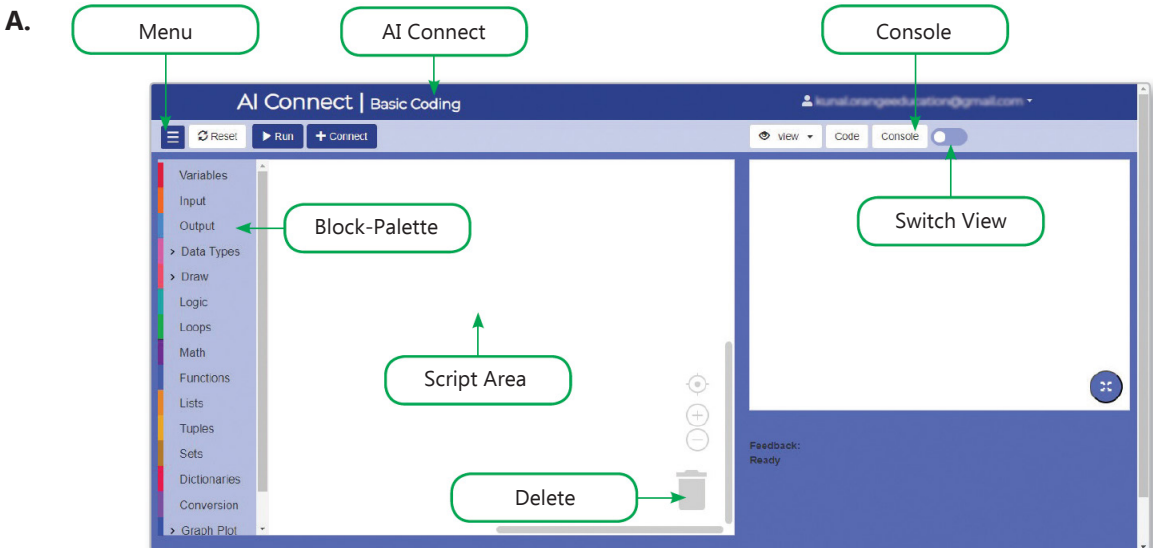 A.
Menu
AI Connect
Console
AI Connect | Basic Coding
Reset
Run
Connect
view
Code
Console
Variables
Input
Output
Data Types
Draw
Logic
Loops
Math
Functions
Lists
Tuples
Sets
Dictionaries
Conversion
Graph Plot
Block-Palette
Script Area
Delete
Switch View
Feedback:
Ready